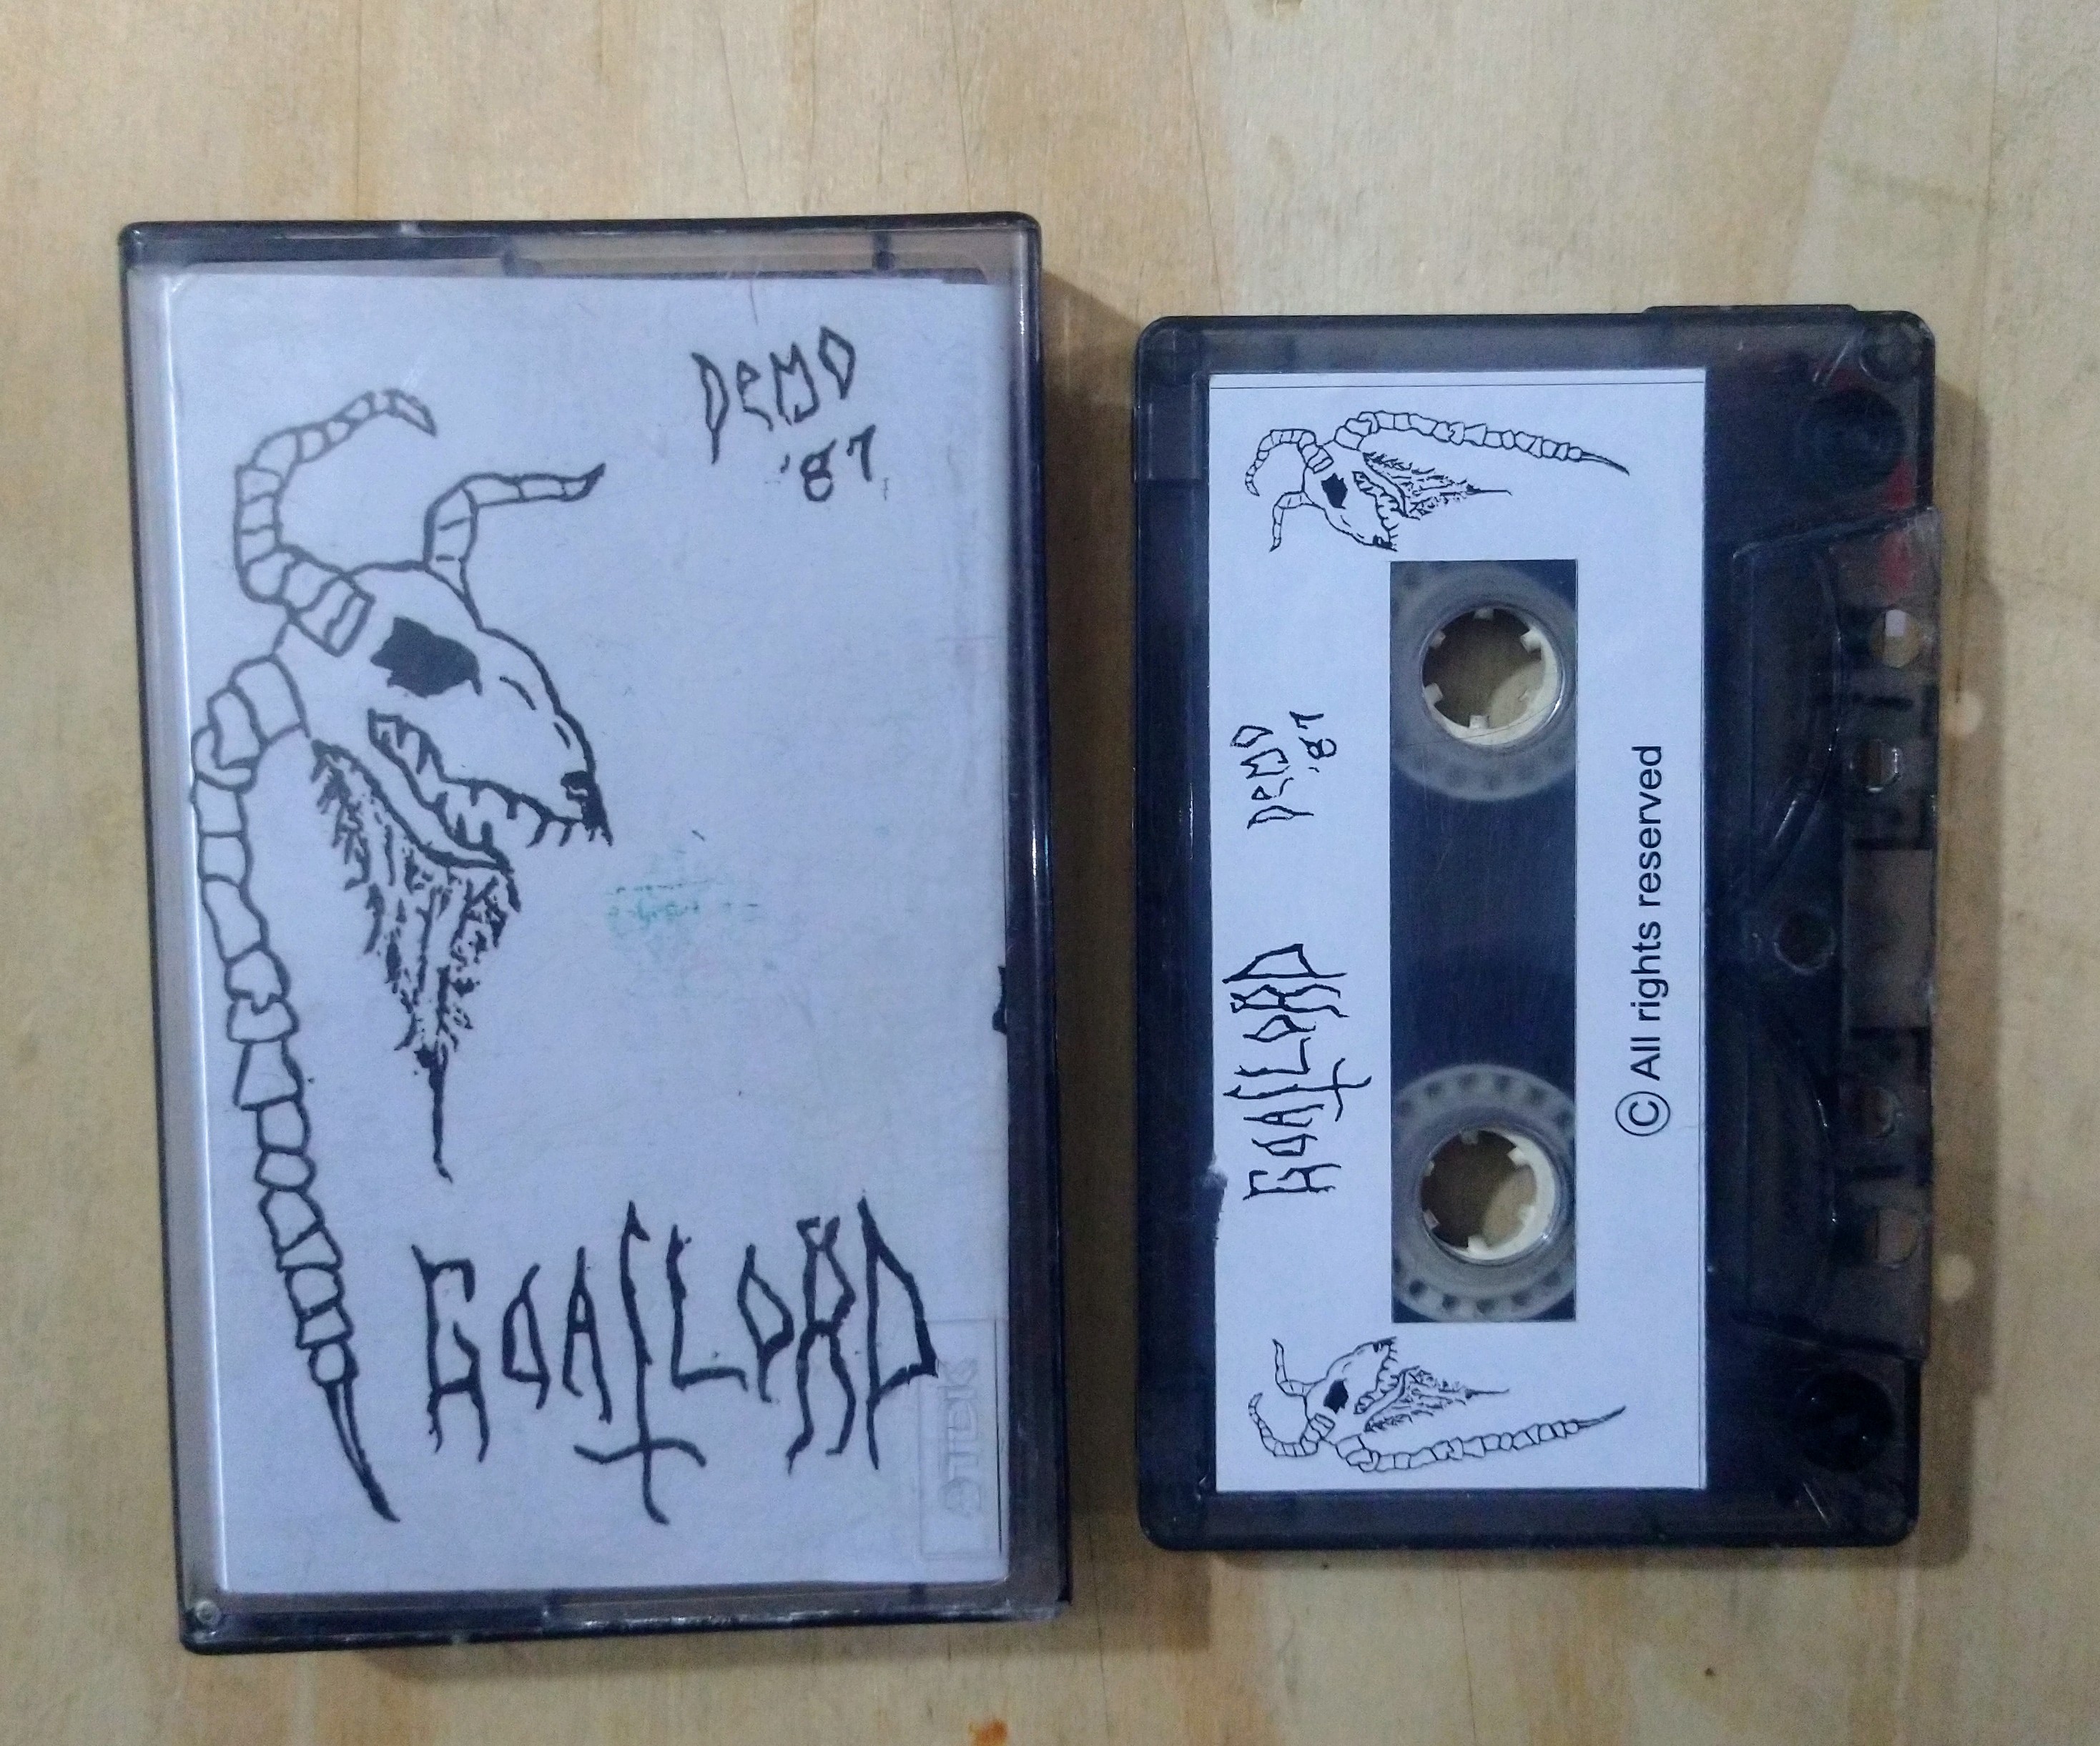 DEMO
'87
GOATLORD
TDK
DEMO
'87
GOATLORD
© All rights reserved